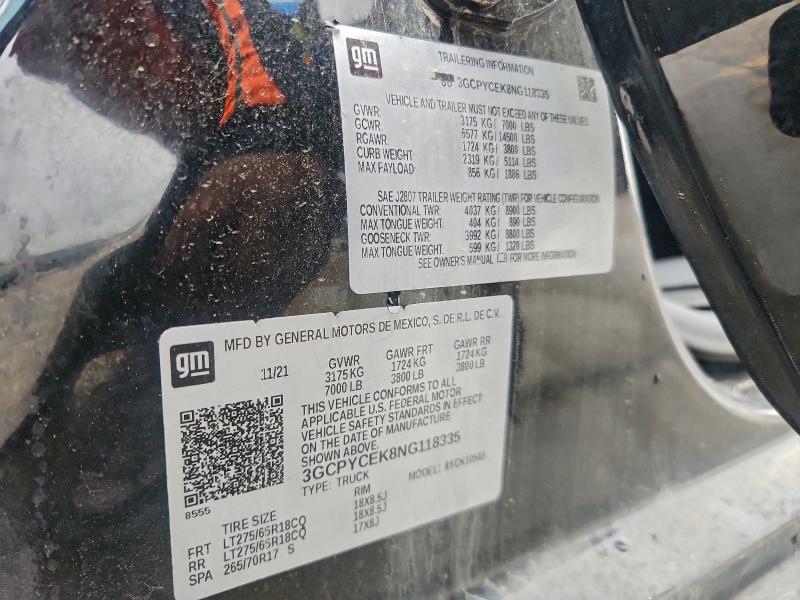 gm
TRAILERING INFORMATION
3GCPYCEK8NG118335
VEHICLE AND TRAILER MUST NOT EXCEED ANY OF THESE VALUES.
GVWR: 3175 KG/ 7000 LBS
GCWR: 6577 KG/ 14500 LBS
RGAWR: 1724 KG/ 3800 LBS
CURB WEIGHT: 2319 KG/ 5114 LBS
MAX PAYLOAD: 856 KG/ 1886 LBS
SAE J2807 TRAILER WEIGHT RATING (TWR) FOR VEHICLE CONFIGURATION
CONVENTIONAL TWR: 4037 KG/ 8900 LBS
MAX TONGUE WEIGHT: 404 KG/ 890 LBS
GOOSENECK TWR: 3992 KG/ 8800 LBS
MAX TONGUE WEIGHT: 599 KG/ 1320 LBS
SEE OWNER'S MANUAL FOR MORE INFORMATION
gm
MFD BY GENERAL MOTORS DE MEXICO, S. DE R.L. DE C.V.
11/21 GVWR GAWR FRT GAWR RR
3175 KG 1724 KG 1724 KG
7000 LB 3800 LB 3800 LB
THIS VEHICLE CONFORMS TO ALL
APPLICABLE U.S. FEDERAL MOTOR
VEHICLE SAFETY STANDARDS IN EFFECT
ON THE DATE OF MANUFACTURE
SHOWN ABOVE.
3GCPYCEK8NG118335
TYPE: TRUCK MODEL:
8555
TIRE SIZE RIM
FRT LT275/65R18CQ 18X8.5J
RR LT275/65R18CQ 18X8.5J
SPA 265/70R17 S 17X8J